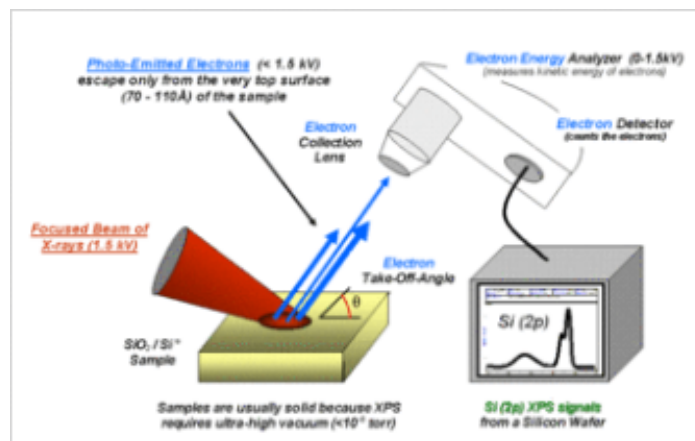 Photo-Emitted Electrons (< 1.5 kV)
escape only from the very top surface
(70 - 110Å) of the sample
Electron Energy Analyzer (0-1.5kV)
(measures kinetic energy of electrons)
Electron
Collection
Lens
Electron Detector
(counts the electrons)
Focused Beam of
X-rays (1.5 kV)
Electron
Take-Off-Angle
θ
SiO₂ / Si
Sample
Si (2p)
Samples are usually solid because XPS
requires ultra-high vacuum (<10 torr)
Si (2p) XPS signals
from a Silicon Wafer